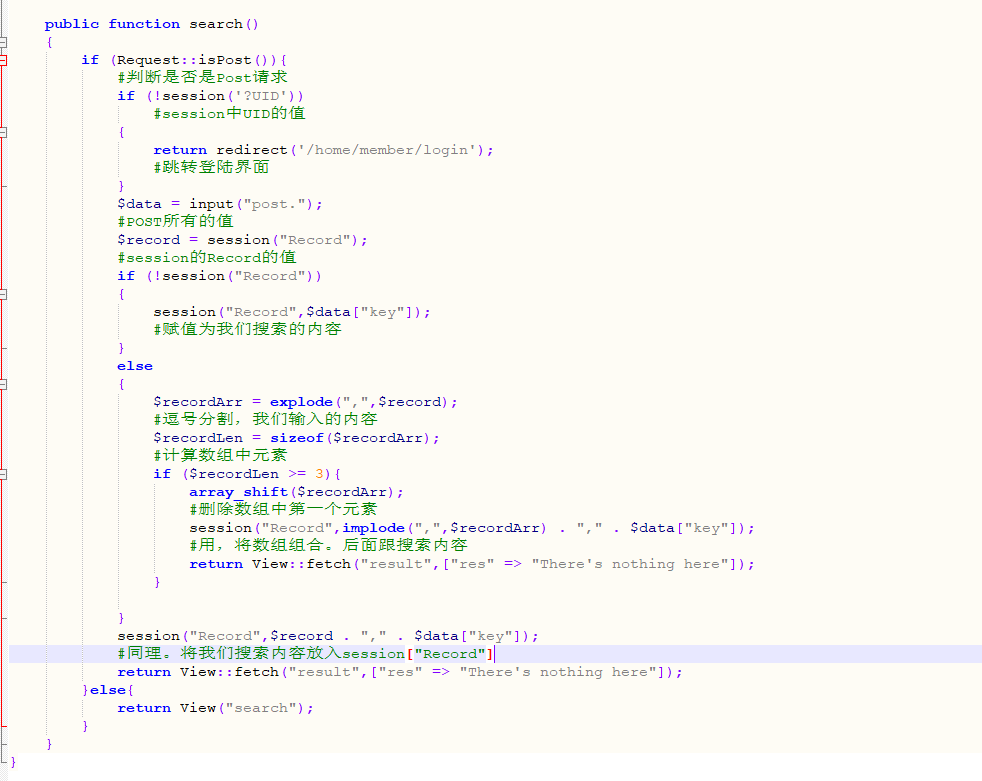 public function search()
{
if (Request::isPost()){
#判断是否是Post请求
if (!session('?UID'))
#session中UID的值
{
return redirect('/home/member/login');
#跳转登陆界面
}
$data = input("post.");
#POST所有的值
$record = session("Record");
#session的Record的值
if (!session("Record"))
{
session("Record",$data["key"]);
#赋值为我们搜索的内容
}
else
{
$recordArr = explode(",",$record);
#逗号分割，我们输入的内容
$recordLen = sizeof($recordArr);
#计算数组中元素
if ($recordLen >= 3){
array_shift($recordArr);
#删除数组中第一个元素
session("Record",implode(",",$recordArr) . "," . $data["key"]);
#用，将数组组合。后面跟搜索内容
return View::fetch("result",["res" => "There's nothing here"]);
}
}
session("Record",$record . "," . $data["key"]);
#同理。将我们搜索内容放入session["Record"]
return View::fetch("result",["res" => "There's nothing here"]);
}else{
return View("search");
}
}
}